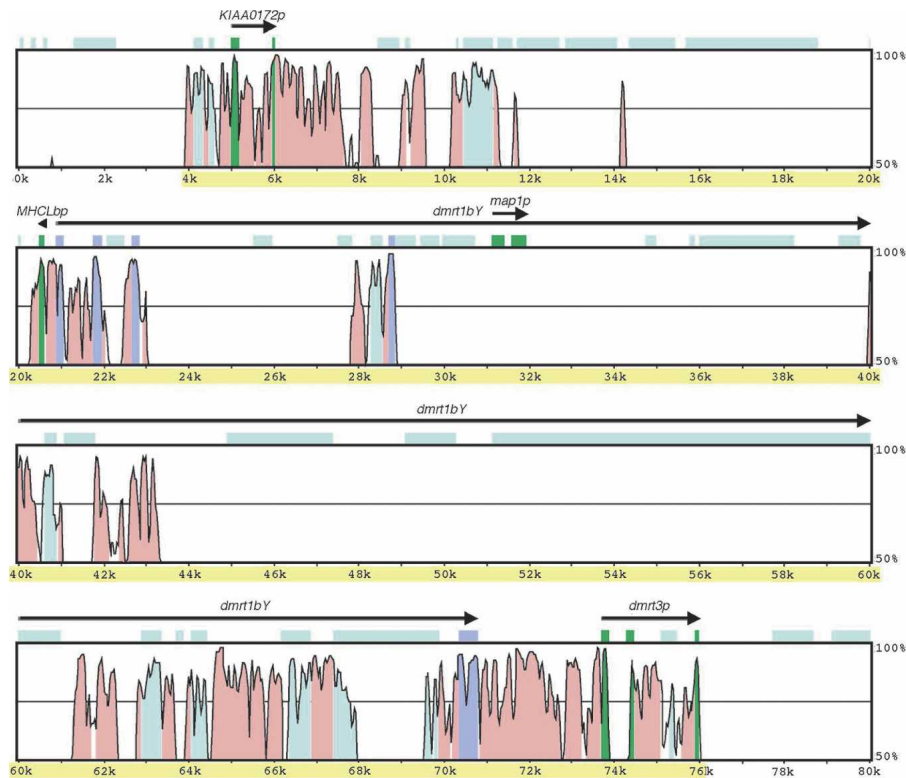 KIAA0172p
100%
50%
0k 2k 4k 6k 8k 10k 12k 14k 16k 18k 20k
MHCLbp dmrt1bY map1p
100%
50%
20k 22k 24k 26k 28k 30k 32k 34k 36k 38k 40k
dmrt1bY
100%
50%
40k 42k 64k 66k 48k 50k 52k 54k 56k 58k 60k
dmrt1bY dmrt3p
100%
50%
60k 62k 64k 66k 68k 70k 72k 74k 76k 78k 80k